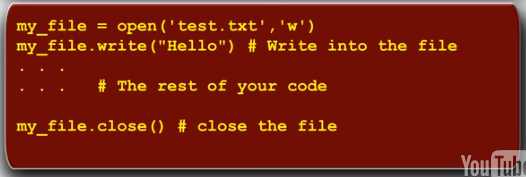 my_file = open('test.txt','w')
my_file.write("Hello") # Write into the file
. . .
. . .   # The rest of your code
my_file.close() # close the file
YouTube